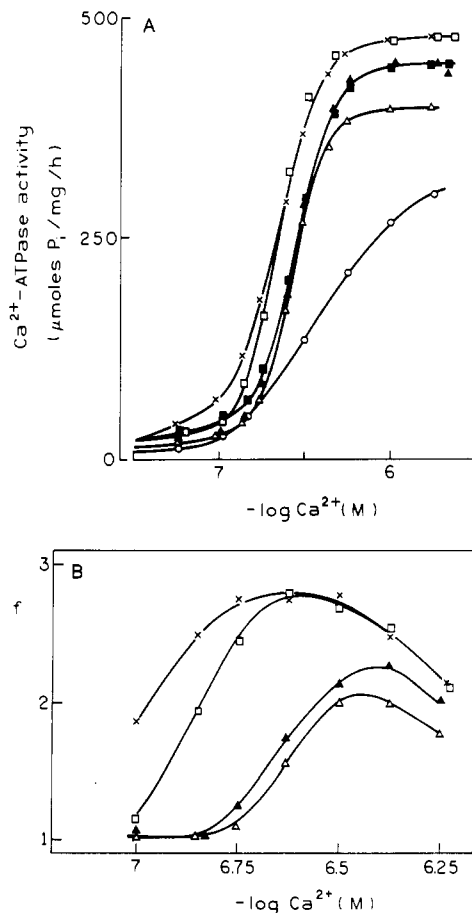 A
500
250
0
Ca²⁺-ATPase activity
(μmoles Pᵢ/mg/h)
7
6
-log Ca²⁺(M)
B
3
f
2
1
7
6.75
6.5
6.25
-log Ca²⁺(M)